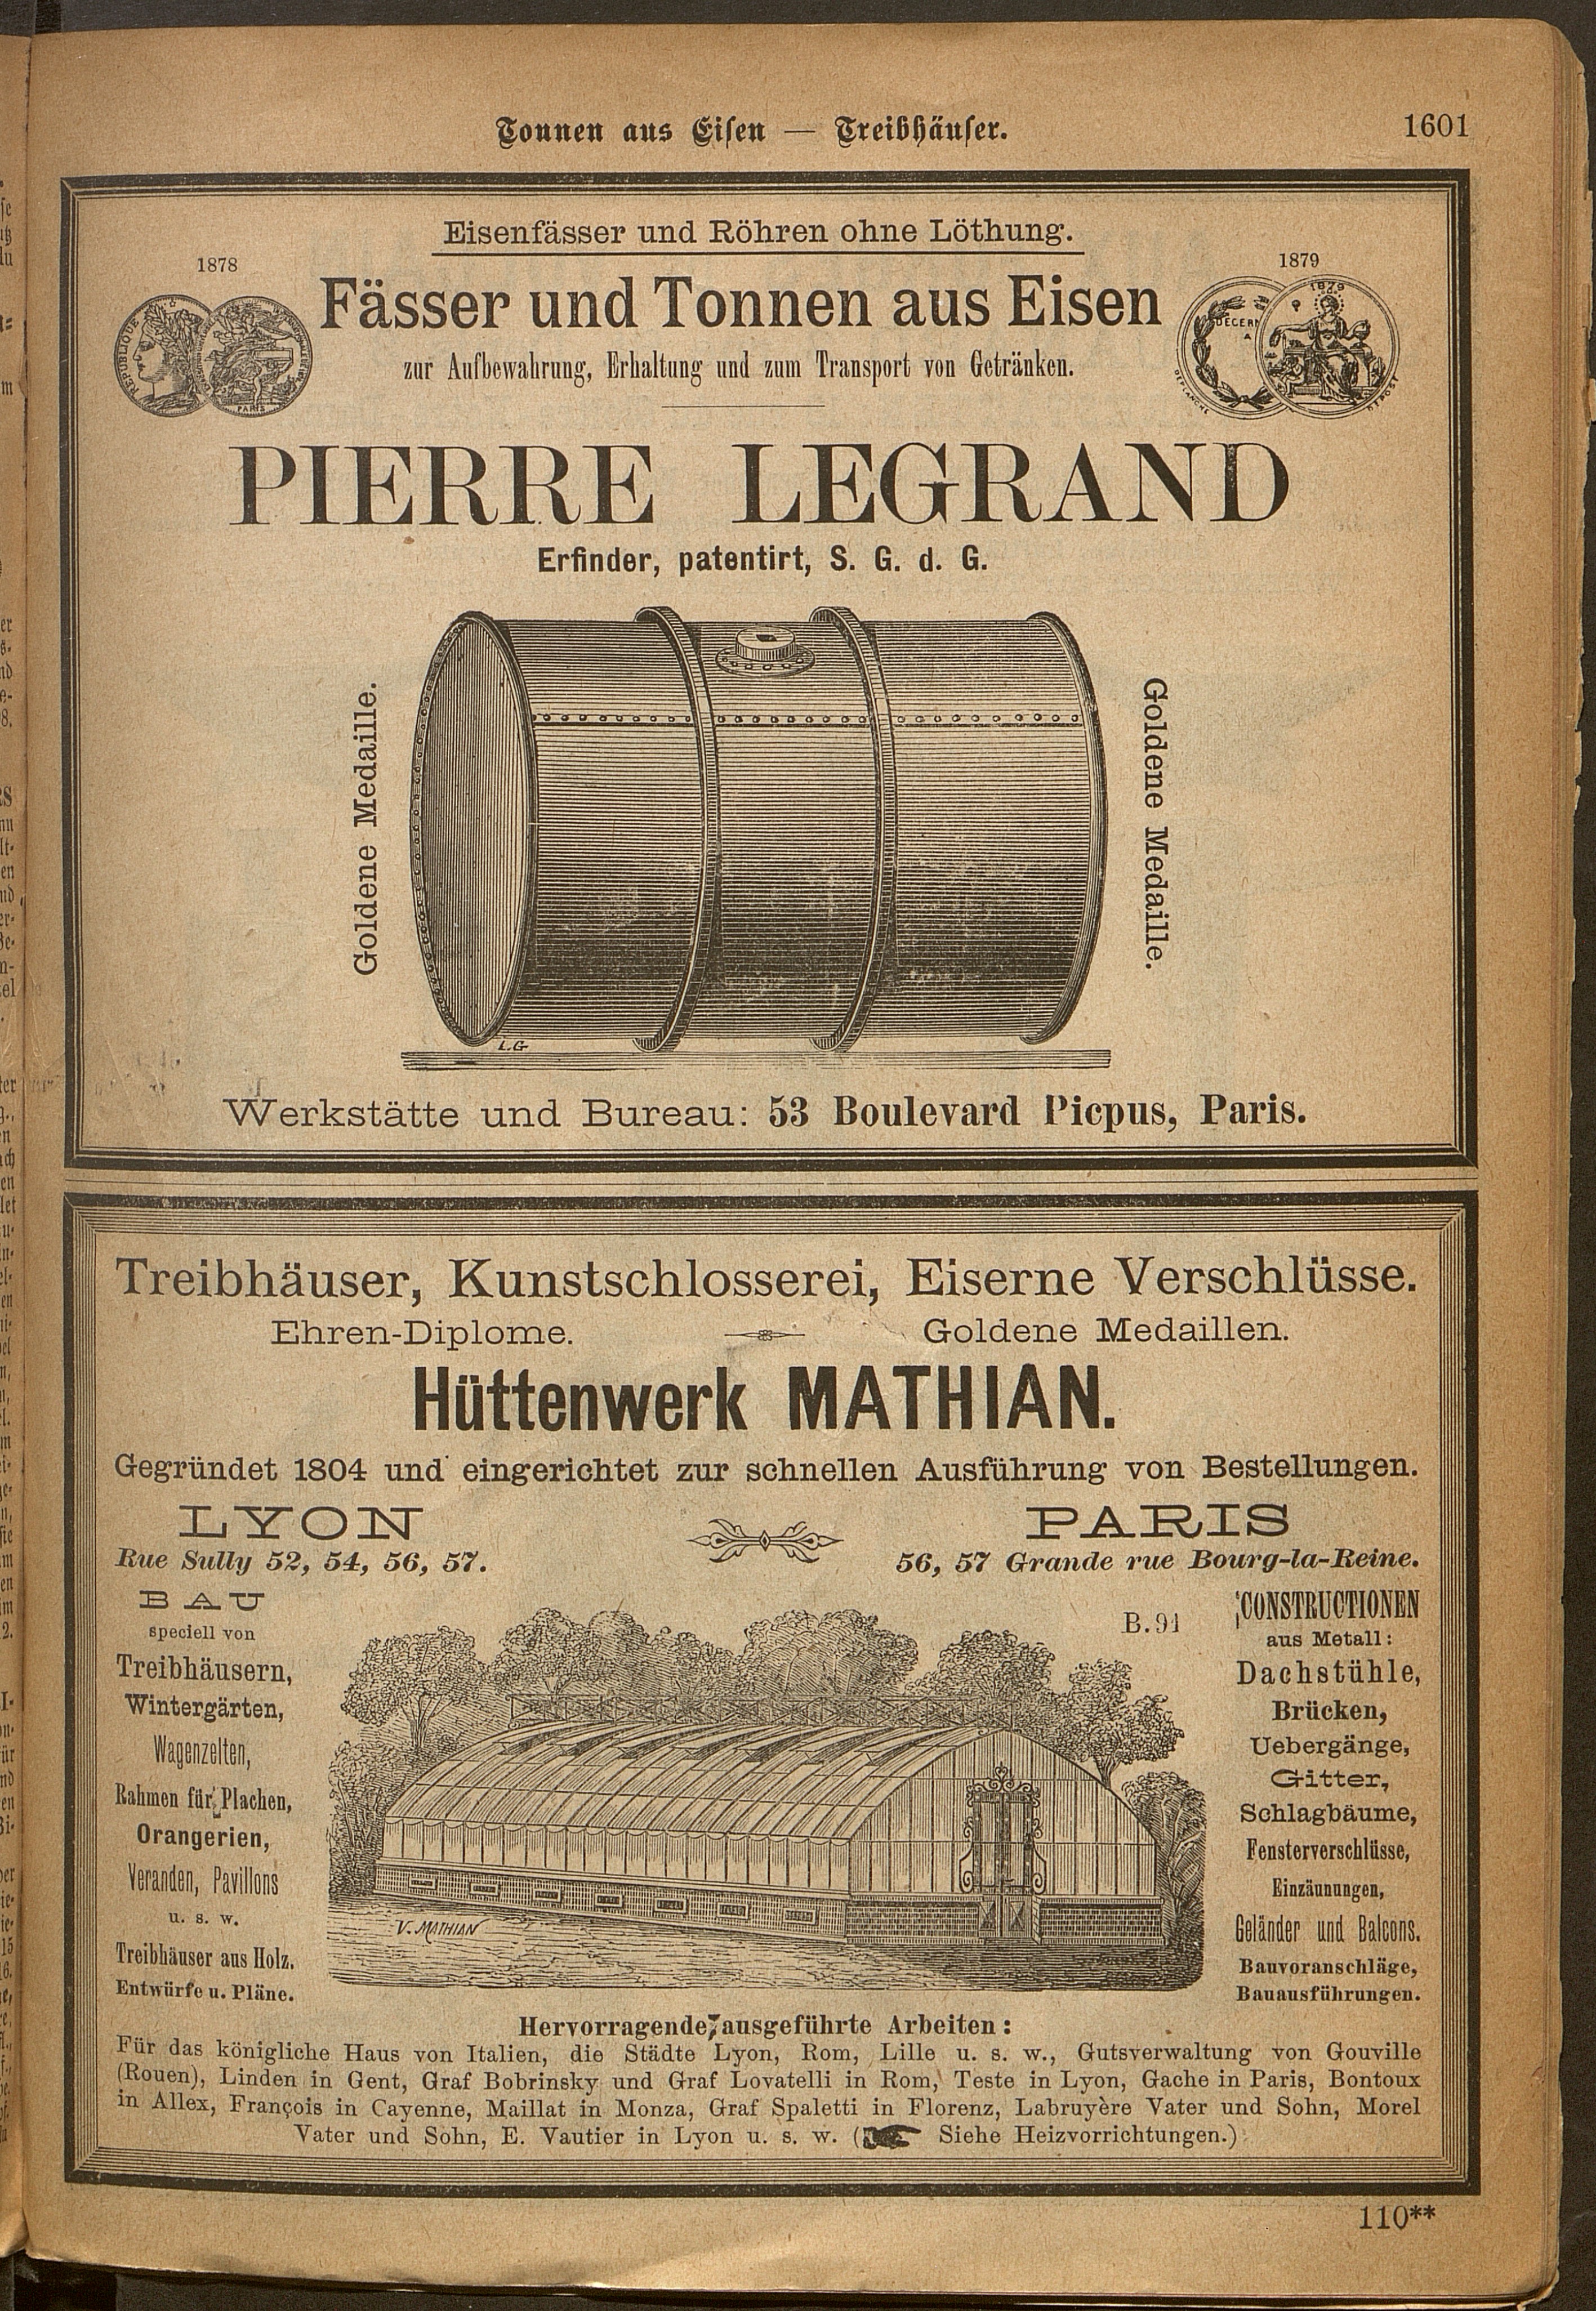 Tonnen aus Eisen — Treibhäuser.
1601
Eisenfässer und Röhren ohne Löthung.
1878
1879
Fässer und Tonnen aus Eisen
zur Aufbewahrung, Erhaltung und zum Transport von Getränken.
REPUBLIQUE
PARIS
DECERN
A
1879
PIERRE LEGRAND
Erfinder, patentirt, S. G. d. G.
Goldene Medaille.
Goldene Medaille.
L.G
Werkstätte und Bureau: 53 Boulevard Picpus, Paris.
Treibhäuser, Kunstschlosserei, Eiserne Verschlüsse.
Ehren-Diplome. Goldene Medaillen.
Hüttenwerk MATHIAN.
Gegründet 1804 und eingerichtet zur schnellen Ausführung von Bestellungen.
LYON
Rue Sully 52, 54, 56, 57.
PARIS
56, 57 Grande rue Bourg-la-Reine.
BAU
speciell von
Treibhäusern,
Wintergärten,
Wagenzelten,
Rahmen für Plachen,
Orangerien,
Veranden, Pavillons
u. s. w.
Treibhäuser aus Holz.
Entwürfe u. Pläne.
B. 91
V. MATHIAN
CONSTRUCTIONEN
aus Metall:
Dachstühle,
Brücken,
Uebergänge,
Gitter,
Schlagbäume,
Fensterverschlüsse,
Einzäunungen,
Geländer und Balcons.
Bauvoranschläge,
Bauausführungen.
Hervorragende, ausgeführte Arbeiten:
Für das königliche Haus von Italien, die Städte Lyon, Rom, Lille u. s. w., Gutsverwaltung von Gouville
(Rouen), Linden in Gent, Graf Bobrinsky und Graf Lovatelli in Rom, Teste in Lyon, Gache in Paris, Bontoux
in Allex, François in Cayenne, Maillat in Monza, Graf Spaletti in Florenz, Labruyère Vater und Sohn, Morel
Vater und Sohn, E. Vautier in Lyon u. s. w. (☛ Siehe Heizvorrichtungen.)
110**